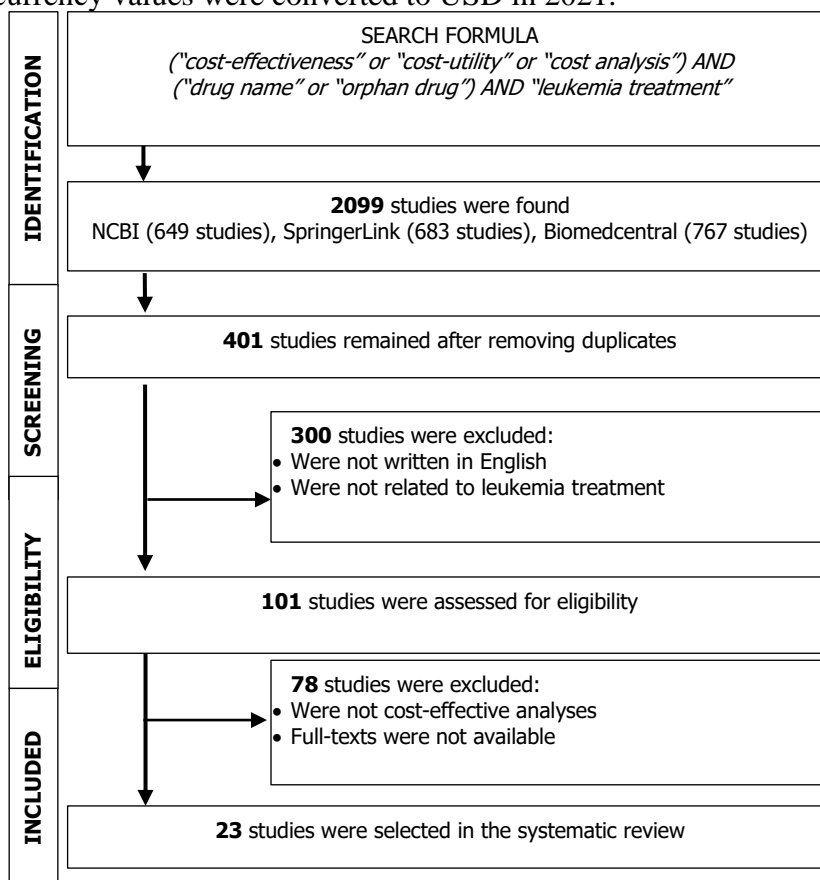 currency values were converted to USD in 2021.
IDENTIFICATION
SEARCH FORMULA
(“cost-effectiveness” or “cost-utility” or “cost analysis”) AND
(“drug name” or “orphan drug”) AND “leukemia treatment”
2099 studies were found
NCBI (649 studies), SpringerLink (683 studies), Biomedcentral (767 studies)
SCREENING
401 studies remained after removing duplicates
300 studies were excluded:
• Were not written in English
• Were not related to leukemia treatment
ELIGIBILITY
101 studies were assessed for eligibility
78 studies were excluded:
• Were not cost-effective analyses
• Full-texts were not available
INCLUDED
23 studies were selected in the systematic review